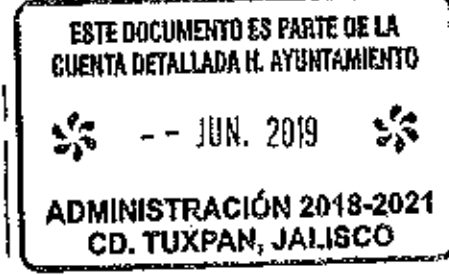 ESTE DOCUMENTO ES PARTE DE LA
CUENTA DETALLADA H. AYUNTAMIENTO
-- JUN. 2019
ADMINISTRACIÓN 2018-2021
CD. TUXPAN, JALISCO